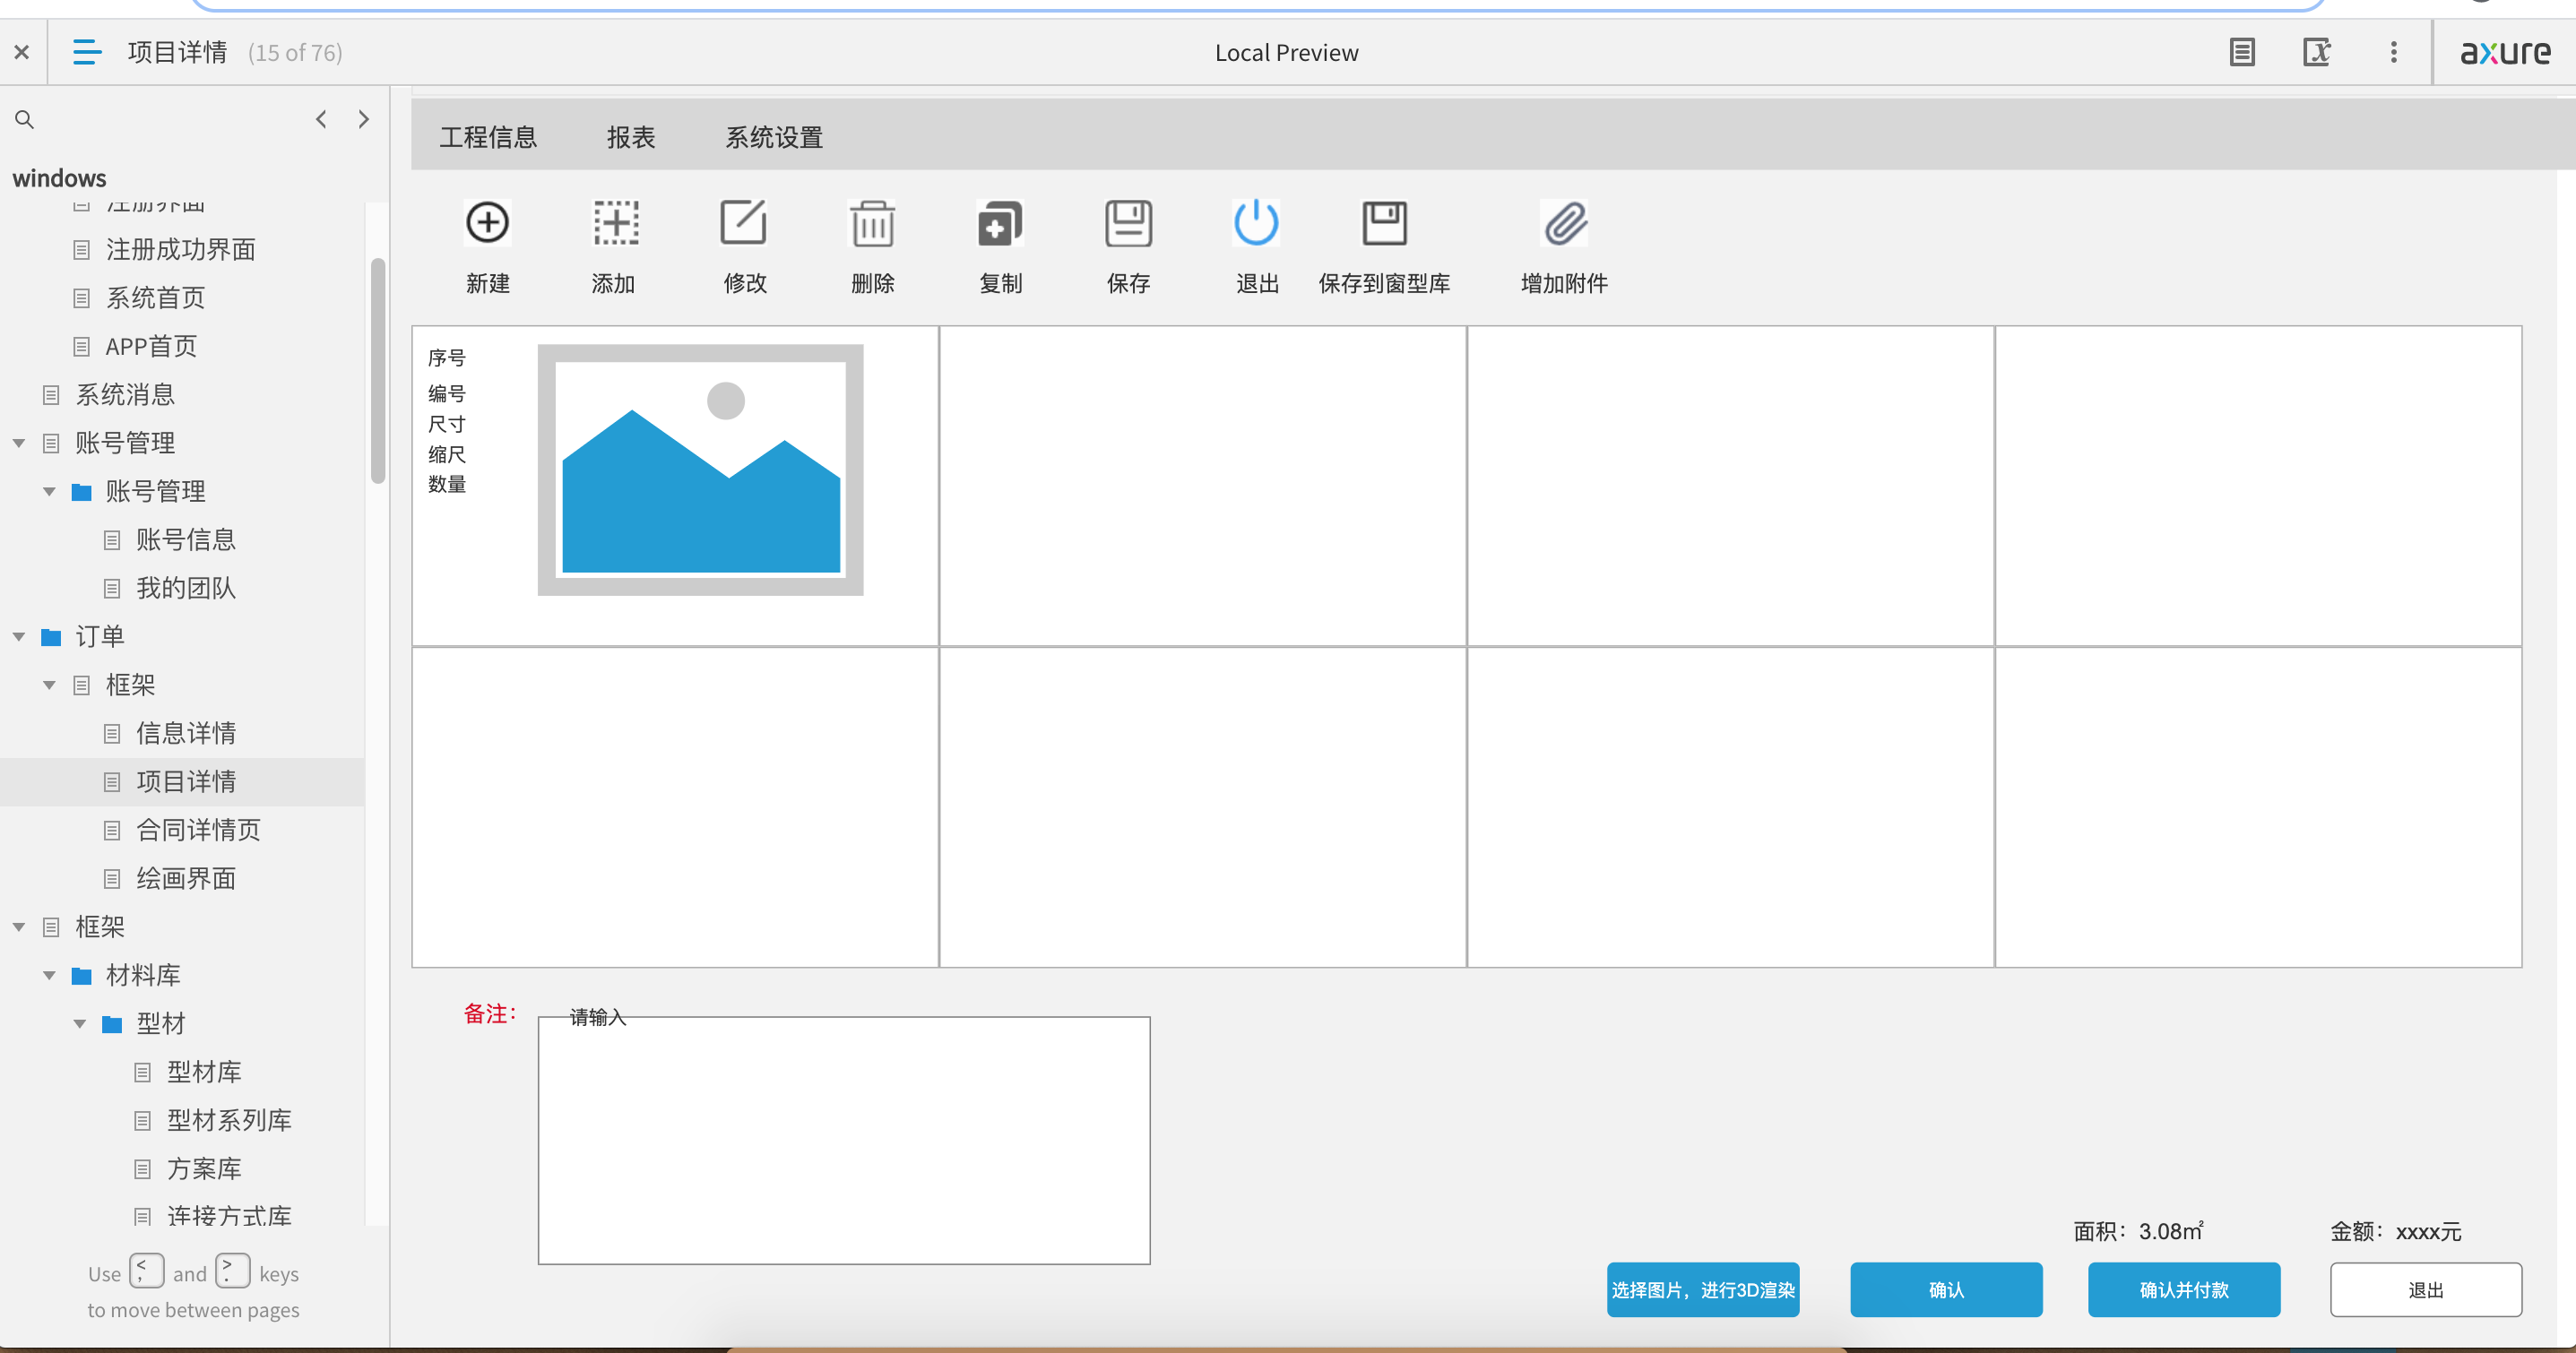 项目详情 (15 of 76)
Local Preview
axure
windows
注册界面
注册成功界面
系统首页
APP首页
系统消息
账号管理
账号管理
账号信息
我的团队
订单
框架
信息详情
项目详情
合同详情页
绘画界面
框架
材料库
型材
型材库
型材系列库
方案库
连接方式库
Use < , and > . keys
to move between pages
工程信息 报表 系统设置
新建 添加 修改 删除 复制 保存 退出 保存到窗型库 增加附件
序号
编号
尺寸
缩尺
数量
备注：
请输入
面积：3.08㎡ 金额：xxxx元
选择图片，进行3D渲染 确认 确认并付款 退出